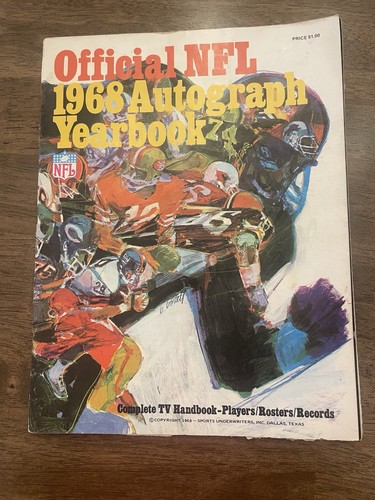 PRICE $1.00
Official NFL
1968 Autograph
Yearbook
NFL
Complete TV Handbook-Players/Rosters/Records
© COPYRIGHT 1968 - SPORTS UNDERWRITERS, INC. DALLAS, TEXAS